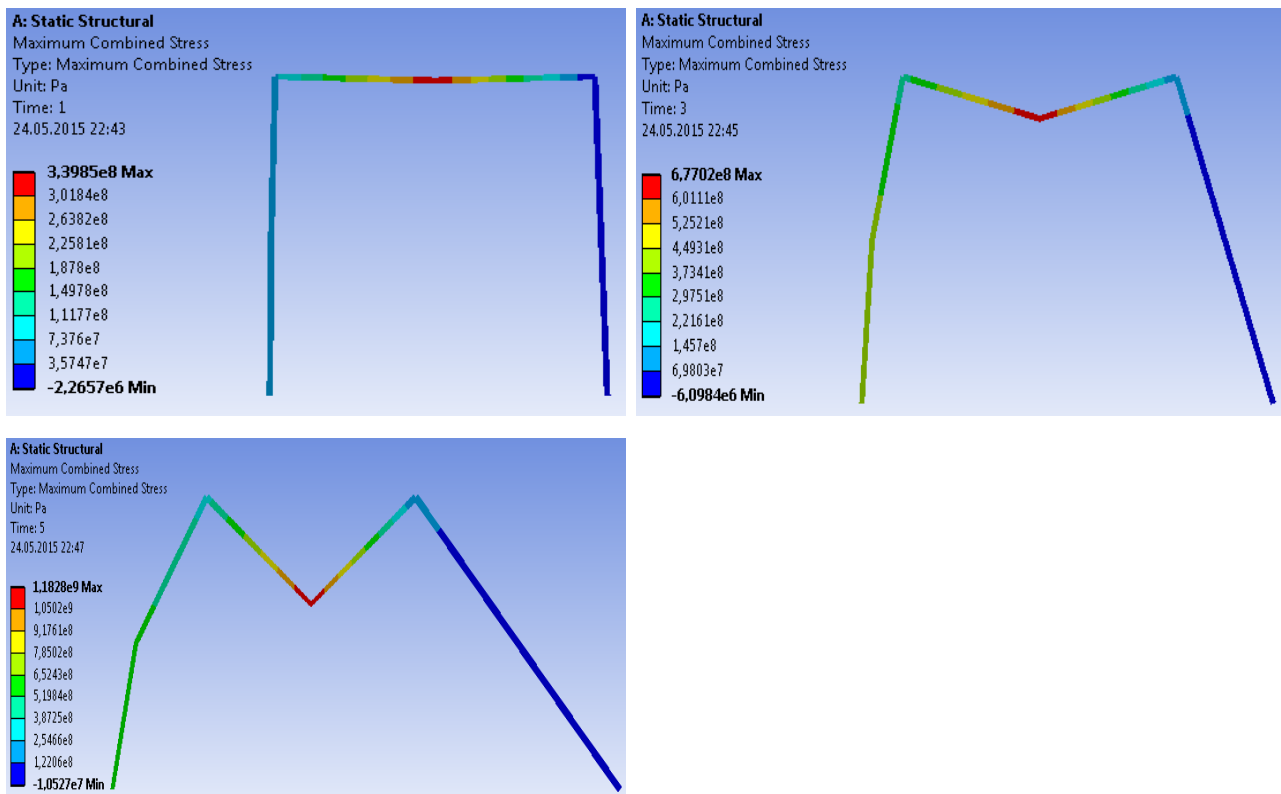 A: Static Structural
Maximum Combined Stress
Type: Maximum Combined Stress
Unit: Pa
Time: 1
24.05.2015 22:43
3,3985e8 Max
3,0184e8
2,6382e8
2,2581e8
1,878e8
1,4978e8
1,1177e8
7,376e7
3,5747e7
-2,2657e6 Min
A: Static Structural
Maximum Combined Stress
Type: Maximum Combined Stress
Unit: Pa
Time: 3
24.05.2015 22:45
6,7702e8 Max
6,0111e8
5,2521e8
4,4931e8
3,7341e8
2,9751e8
2,2161e8
1,457e8
6,9803e7
-6,0984e6 Min
A: Static Structural
Maximum Combined Stress
Type: Maximum Combined Stress
Unit: Pa
Time: 5
24.05.2015 22:47
1,1828e9 Max
1,0502e9
9,1761e8
7,8502e8
6,5243e8
5,1984e8
3,8725e8
2,5466e8
1,2206e8
-1,0527e7 Min